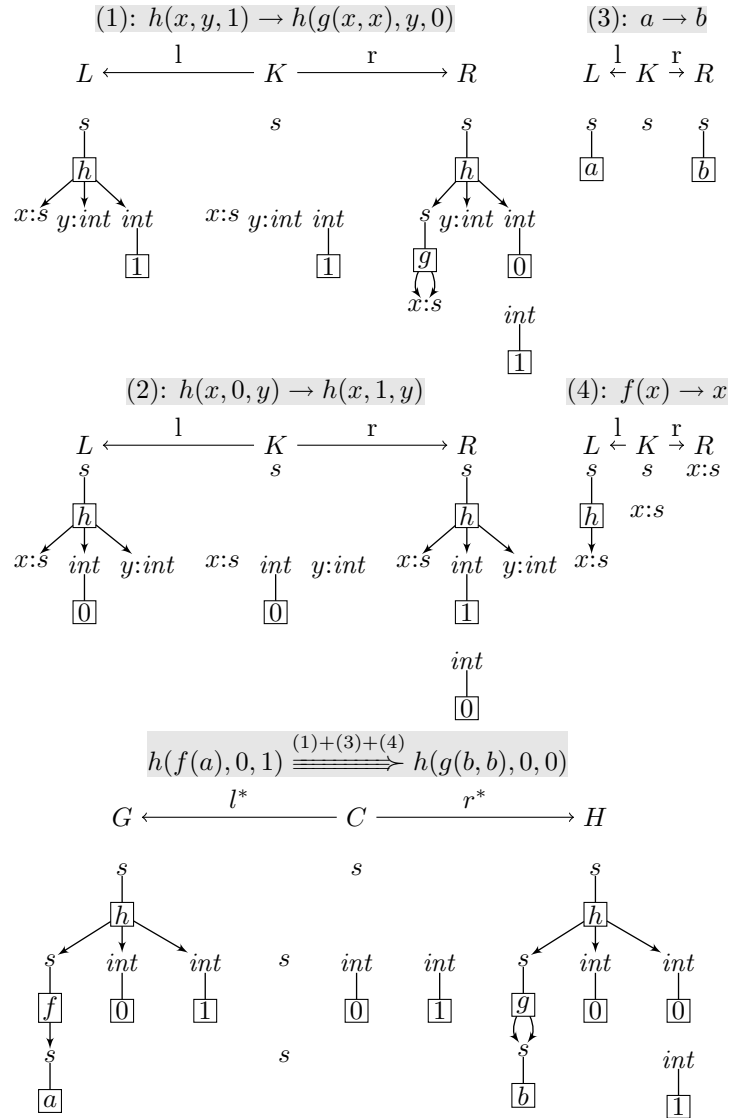 (1): h(x, y, 1) → h(g(x, x), y, 0) (3): a → b
L l K r R L l K r R
s s s s s s
h h a b
x:s y:int int x:s y:int int s y:int int
1 1 g 0
x:s int
1
(2): h(x, 0, y) → h(x, 1, y) (4): f(x) → x
L l K r R L l K r R
s s s s s x:s
h h h x:s
x:s int y:int x:s int y:int x:s int y:int x:s
0 0 1
int
0
(1)+(3)+(4)
h(f(a), 0, 1) ⇛ h(g(b, b), 0, 0)
G l* C r* H
s s s
h h
s int int s int int s int int
f 0 1 0 1 g 0 0
s s s int
a b 1